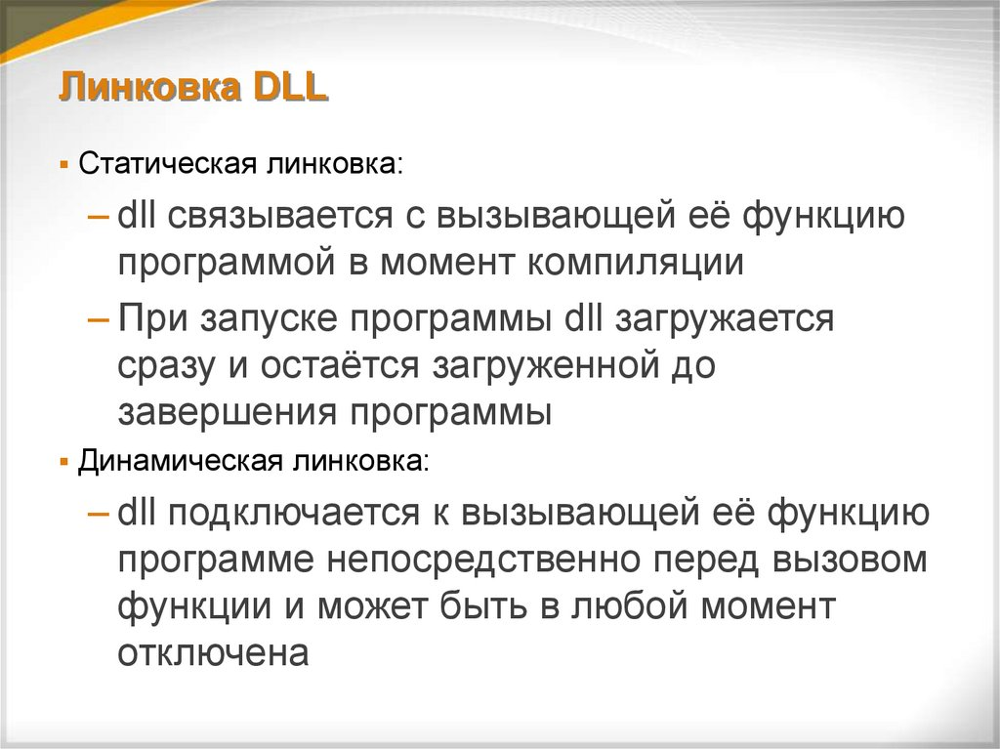 Линковка DLL
▪ Статическая линковка:
– dll связывается с вызывающей её функцию
программой в момент компиляции
– При запуске программы dll загружается
сразу и остаётся загруженной до
завершения программы
▪ Динамическая линковка:
– dll подключается к вызывающей её функцию
программе непосредственно перед вызовом
функции и может быть в любой момент
отключена